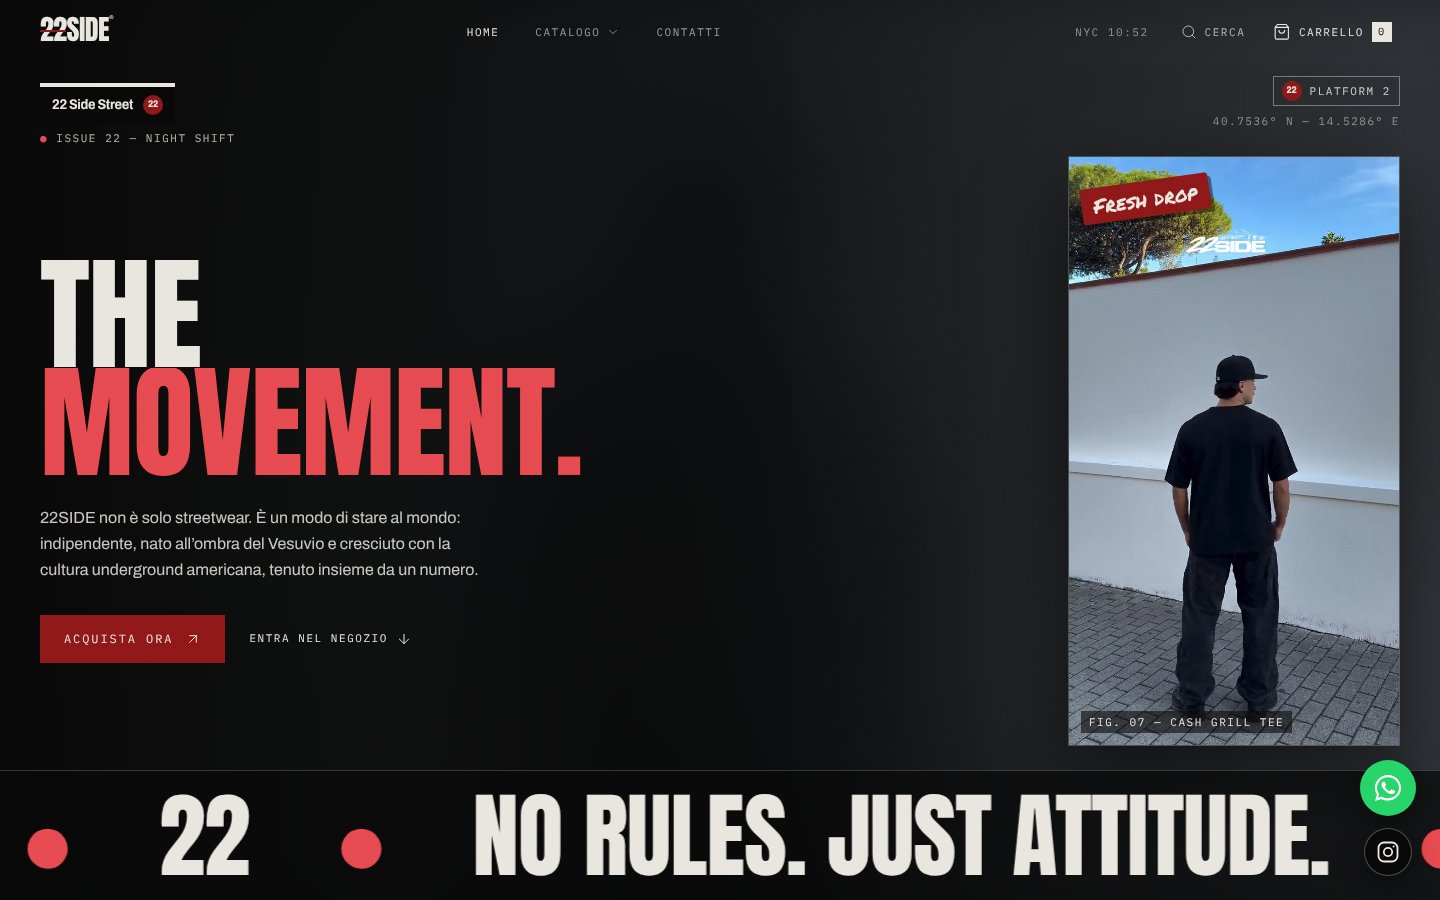 22SIDE®
HOME
CATALOGO
CONTATTI
NYC 10:52
CERCA
CARRELLO 0
22 Side Street 22
ISSUE 22 — NIGHT SHIFT
22 PLATFORM 2
40.7536° N — 14.5286° E
THE
MOVEMENT.
22SIDE non è solo streetwear. È un modo di stare al mondo:
indipendente, nato all’ombra del Vesuvio e cresciuto con la
cultura underground americana, tenuto insieme da un numero.
ACQUISTA ORA
ENTRA NEL NEGOZIO
FRESH DROP
22SIDE
FIG. 07 — CASH GRILL TEE
22
NO RULES. JUST ATTITUDE.